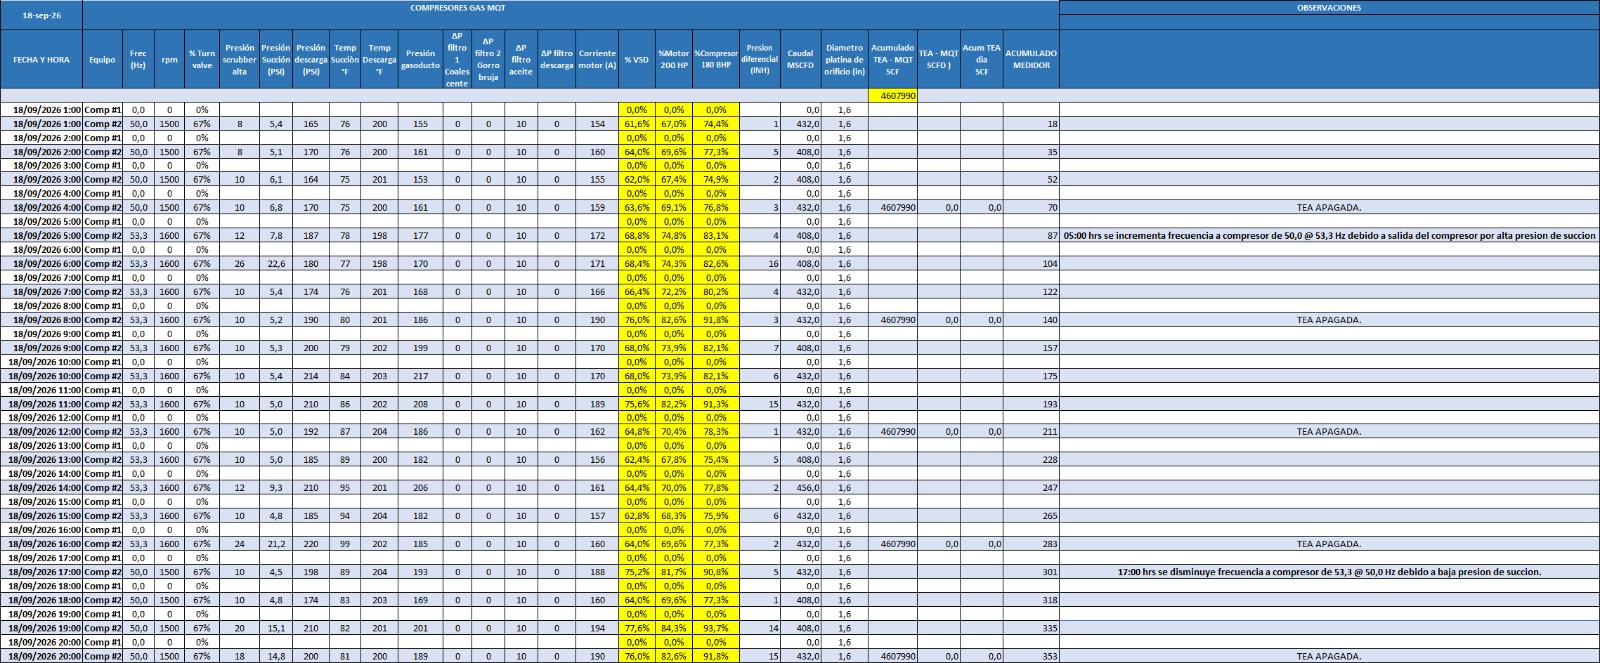 18-sep-26 COMPRESORES GAS MQT OBSERVACIONES
FECHA Y HORA Equipo Frec (Hz) rpm % Turn valve Presión scrubber alta Presión Succión (PSI) Presión descarga (PSI) Temp Succiòn °F Temp Descarga °F Presión gasoducto ΔP filtro 1 Coalescente ΔP filtro 2 Gorro bruja ΔP filtro aceite ΔP filtro descarga Corriente motor (A) % VSD %Motor 200 HP %Compresor 180 BHP Presion diferencial (INH) Caudal MSCFD Diametro platina de orificio (in) Acumulado TEA - MQT SCF TEA - MQT SCFD ) Acum TEA dia SCF ACUMULADO MEDIDOR
4607990
18/09/2026 1:00 Comp #1 0,0 0 0% 0,0% 0,0% 0,0% 0,0 1,6
18/09/2026 1:00 Comp #2 50,0 1500 67% 8 5,4 165 76 200 155 0 0 10 0 154 61,6% 67,0% 74,4% 1 432,0 1,6 18
18/09/2026 2:00 Comp #1 0,0 0 0% 0,0% 0,0% 0,0% 0,0 1,6
18/09/2026 2:00 Comp #2 50,0 1500 67% 8 5,1 170 76 200 161 0 0 10 0 160 64,0% 69,6% 77,3% 5 408,0 1,6 35
18/09/2026 3:00 Comp #1 0,0 0 0% 0,0% 0,0% 0,0% 0,0 1,6
18/09/2026 3:00 Comp #2 50,0 1500 67% 10 6,1 164 75 201 153 0 0 10 0 155 62,0% 67,4% 74,9% 2 408,0 1,6 52
18/09/2026 4:00 Comp #1 0,0 0 0% 0,0% 0,0% 0,0% 0,0 1,6
18/09/2026 4:00 Comp #2 50,0 1500 67% 10 6,8 170 75 200 161 0 0 10 0 159 63,6% 69,1% 76,8% 3 432,0 1,6 4607990 0,0 0,0 70 TEA APAGADA.
18/09/2026 5:00 Comp #1 0,0 0 0% 0,0% 0,0% 0,0% 0,0 1,6
18/09/2026 5:00 Comp #2 53,3 1600 67% 12 7,8 187 78 198 177 0 0 10 0 172 68,8% 74,8% 83,1% 4 408,0 1,6 87 05:00 hrs se incrementa frecuencia a compresor de 50,0 @ 53,3 Hz debido a salida del compresor por alta presion de succion
18/09/2026 6:00 Comp #1 0,0 0 0% 0,0% 0,0% 0,0% 0,0 1,6
18/09/2026 6:00 Comp #2 53,3 1600 67% 26 22,6 180 77 198 170 0 0 10 0 171 68,4% 74,3% 82,6% 16 408,0 1,6 104
18/09/2026 7:00 Comp #1 0,0 0 0% 0,0% 0,0% 0,0% 0,0 1,6
18/09/2026 7:00 Comp #2 53,3 1600 67% 10 5,4 174 76 201 168 0 0 10 0 166 66,4% 72,2% 80,2% 4 432,0 1,6 122
18/09/2026 8:00 Comp #1 0,0 0 0% 0,0% 0,0% 0,0% 0,0 1,6
18/09/2026 8:00 Comp #2 53,3 1600 67% 10 5,2 190 80 201 186 0 0 10 0 190 76,0% 82,6% 91,8% 3 432,0 1,6 4607990 0,0 0,0 140 TEA APAGADA.
18/09/2026 9:00 Comp #1 0,0 0 0% 0,0% 0,0% 0,0% 0,0 1,6
18/09/2026 9:00 Comp #2 53,3 1600 67% 10 5,3 200 79 202 199 0 0 10 0 170 68,0% 73,9% 82,1% 7 408,0 1,6 157
18/09/2026 10:00 Comp #1 0,0 0 0% 0,0% 0,0% 0,0% 0,0 1,6
18/09/2026 10:00 Comp #2 53,3 1600 67% 10 5,4 214 84 203 217 0 0 10 0 170 68,0% 73,9% 82,1% 6 432,0 1,6 175
18/09/2026 11:00 Comp #1 0,0 0 0% 0,0% 0,0% 0,0% 0,0 1,6
18/09/2026 11:00 Comp #2 53,3 1600 67% 10 5,0 210 86 202 208 0 0 10 0 189 75,6% 82,2% 91,3% 15 432,0 1,6 193
18/09/2026 12:00 Comp #1 0,0 0 0% 0,0% 0,0% 0,0% 0,0 1,6
18/09/2026 12:00 Comp #2 53,3 1600 67% 10 5,0 192 87 204 186 0 0 10 0 162 64,8% 70,4% 78,3% 1 432,0 1,6 4607990 0,0 0,0 211 TEA APAGADA.
18/09/2026 13:00 Comp #1 0,0 0 0% 0,0% 0,0% 0,0% 0,0 1,6
18/09/2026 13:00 Comp #2 53,3 1600 67% 10 5,0 185 89 200 182 0 0 10 0 156 62,4% 67,8% 75,4% 5 408,0 1,6 228
18/09/2026 14:00 Comp #1 0,0 0 0% 0,0% 0,0% 0,0% 0,0 1,6
18/09/2026 14:00 Comp #2 53,3 1600 67% 12 9,3 210 95 201 206 0 0 10 0 161 64,4% 70,0% 77,8% 2 456,0 1,6 247
18/09/2026 15:00 Comp #1 0,0 0 0% 0,0% 0,0% 0,0% 0,0 1,6
18/09/2026 15:00 Comp #2 53,3 1600 67% 10 4,8 185 94 204 182 0 0 10 0 157 62,8% 68,3% 75,9% 6 432,0 1,6 265
18/09/2026 16:00 Comp #1 0,0 0 0% 0,0% 0,0% 0,0% 0,0 1,6
18/09/2026 16:00 Comp #2 53,3 1600 67% 24 21,2 220 99 202 185 0 0 10 0 160 64,0% 69,6% 77,3% 2 432,0 1,6 4607990 0,0 0,0 283 TEA APAGADA.
18/09/2026 17:00 Comp #1 0,0 0 0% 0,0% 0,0% 0,0% 0,0 1,6
18/09/2026 17:00 Comp #2 50,0 1500 67% 10 4,5 198 89 204 193 0 0 10 0 188 75,2% 81,7% 90,8% 5 432,0 1,6 301 17:00 hrs se disminuye frecuencia a compresor de 53,3 @ 50,0 Hz debido a baja presion de succion.
18/09/2026 18:00 Comp #1 0,0 0 0% 0,0% 0,0% 0,0% 0,0 1,6
18/09/2026 18:00 Comp #2 50,0 1500 67% 10 4,8 174 83 203 169 0 0 10 0 160 64,0% 69,6% 77,3% 1 408,0 1,6 318
18/09/2026 19:00 Comp #1 0,0 0 0% 0,0% 0,0% 0,0% 0,0 1,6
18/09/2026 19:00 Comp #2 50,0 1500 67% 20 15,1 210 82 201 201 0 0 10 0 194 77,6% 84,3% 93,7% 14 408,0 1,6 335
18/09/2026 20:00 Comp #1 0,0 0 0% 0,0% 0,0% 0,0% 0,0 1,6
18/09/2026 20:00 Comp #2 50,0 1500 67% 18 14,8 200 81 200 189 0 0 10 0 190 76,0% 82,6% 91,8% 15 432,0 1,6 4607990 0,0 0,0 353 TEA APAGADA.